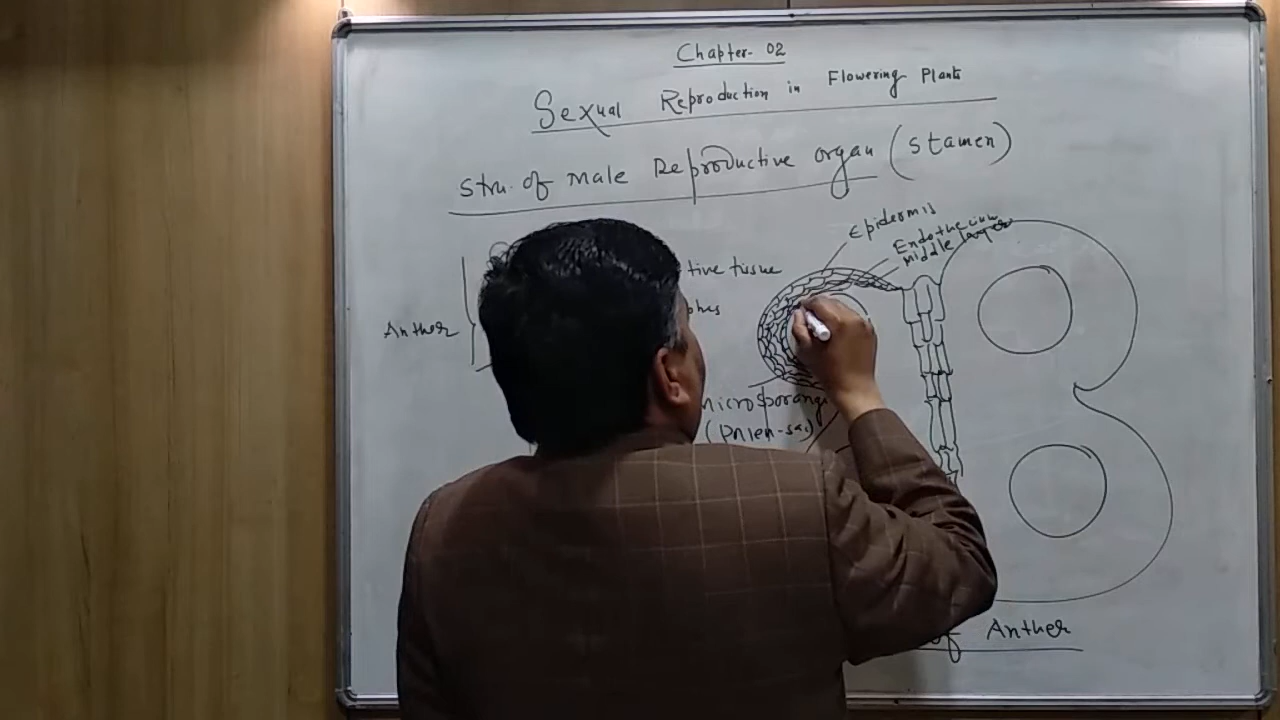 Chapter- 02
Sexual Reproduction in Flowering Plants
Stru. of male Reproductive organ (Stamen)
Epidermis
Endothecium
middle layer
tive tissue
Anther
microsporang
(Pollen-sac)
of Anther